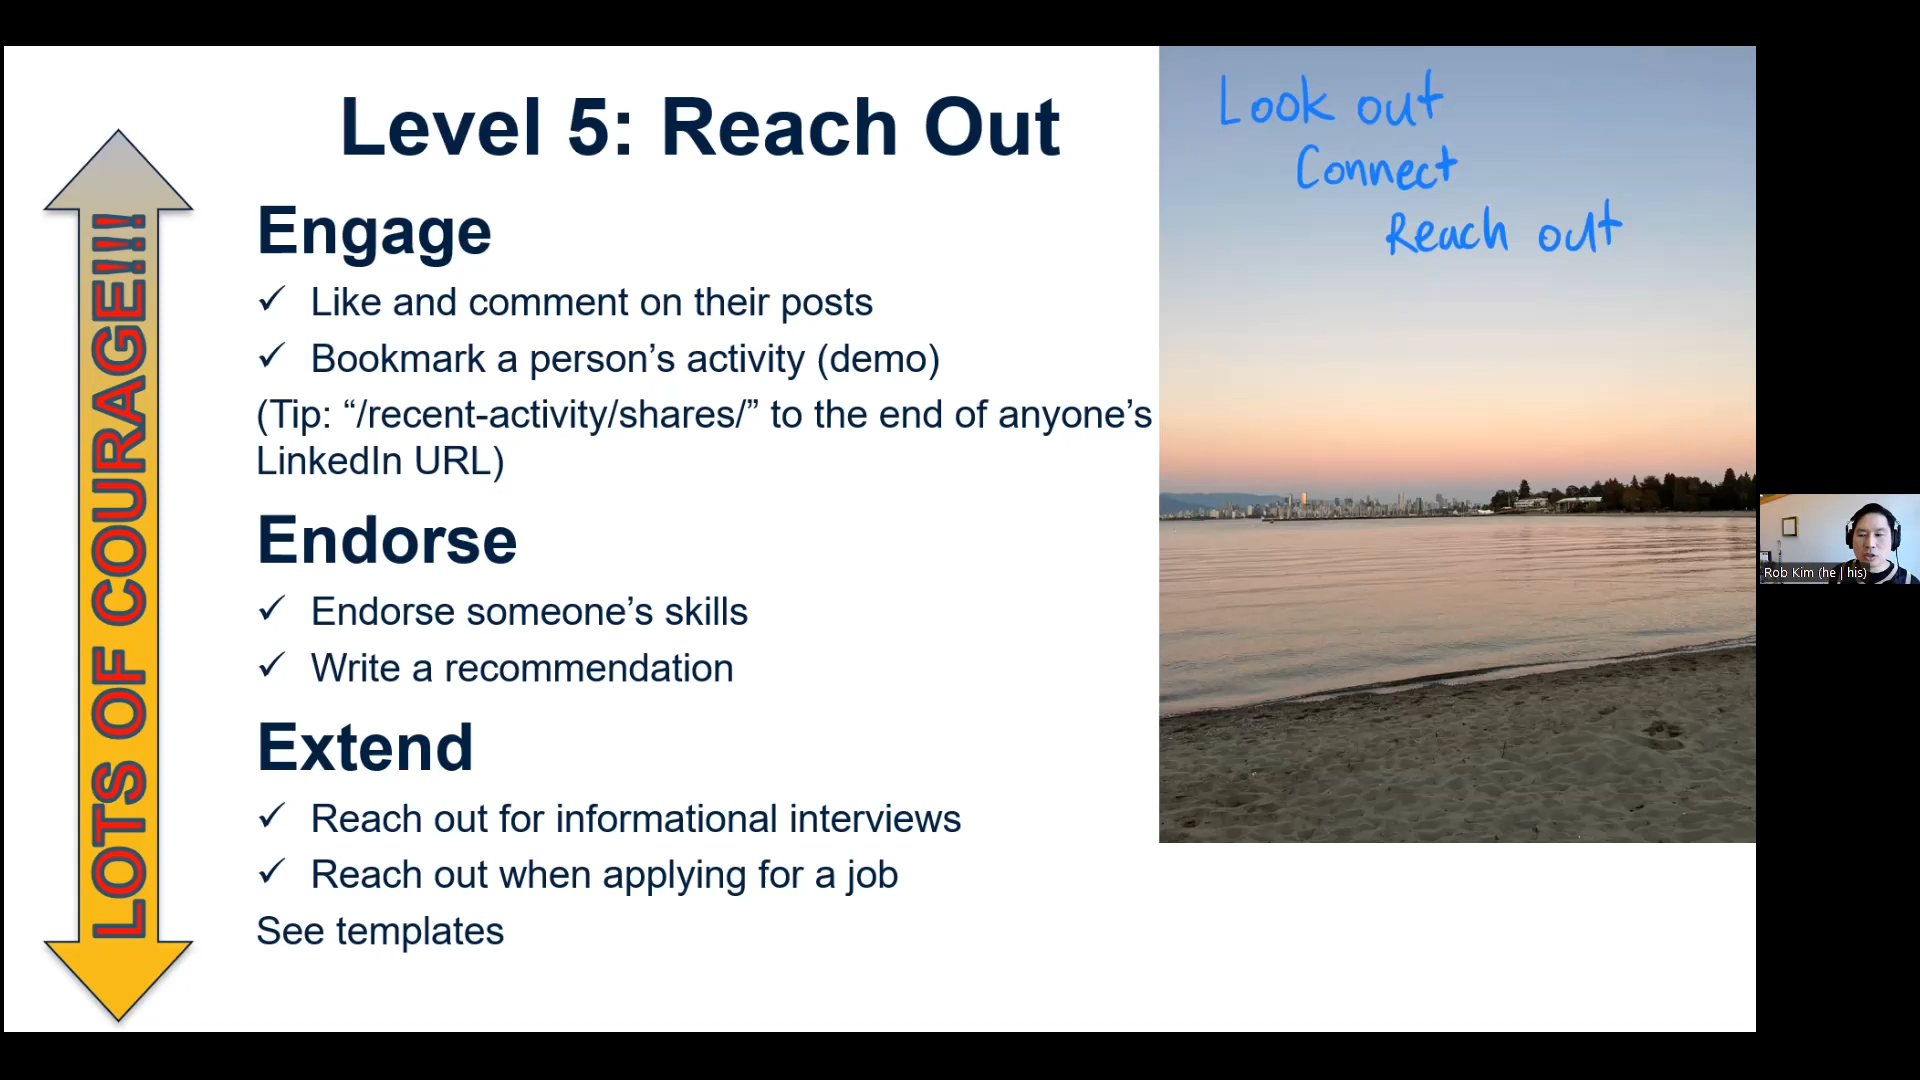 Level 5: Reach Out
LOTS OF COURAGE!!!
Engage
✓ Like and comment on their posts
✓ Bookmark a person’s activity (demo)
(Tip: “/recent-activity/shares/” to the end of anyone’s
LinkedIn URL)
Endorse
✓ Endorse someone’s skills
✓ Write a recommendation
Extend
✓ Reach out for informational interviews
✓ Reach out when applying for a job
See templates
Look out
Connect
Reach out
Rob Kim (he | his)